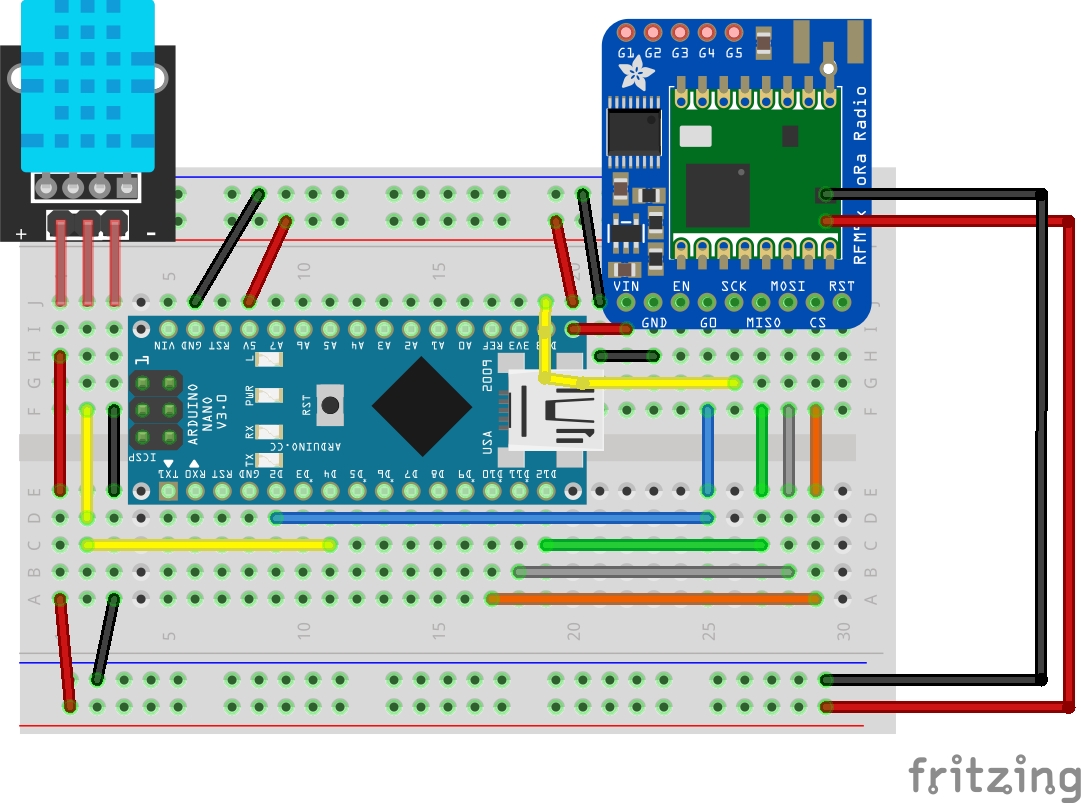 G1 G2 G3 G4 G5
RFM9x LoRa Radio
+ -
VIN EN SCK MOSI RST
GND G0 MISO CS
5 10 15 20
J J
I
H H
G G
F F
VIN GND RST 5V A7 A6 A5 A4 A3 A2 A1 A0 REF 3V3 D13
1
ARDUINO
NANO
V3.0
ICSP
L
PWR
RX
TX
RST
ARDUINO.CC
2009
USA
TX1 RX0 RST GND D2 D3 D4 D5 D6 D7 D8 D9 D10 D11 D12
E E
D D
C C
B B
A A
1 5 10 15 20 25 30
fritzing